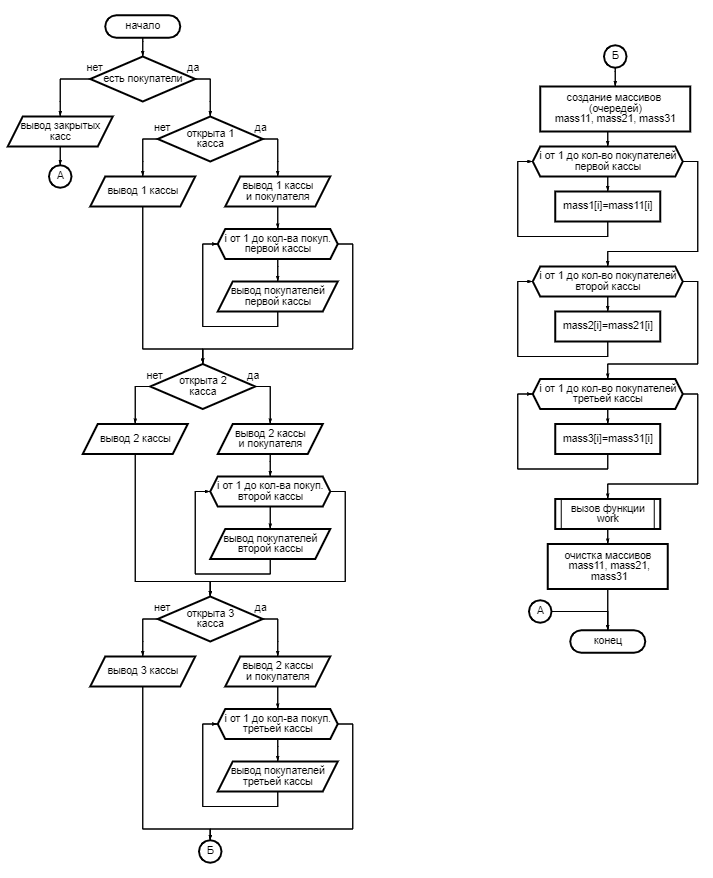 начало
нет
да
есть покупатели
вывод закрытых
касс
А
нет
да
открыта 1
касса
вывод 1 кассы
вывод 1 кассы
и покупателя
i от 1 до кол-ва покуп.
первой кассы
вывод покупателей
первой кассы
нет
да
открыта 2
касса
вывод 2 кассы
вывод 2 кассы
и покупателя
i от 1 до кол-ва покуп.
второй кассы
вывод покупателей
второй кассы
нет
да
открыта 3
касса
вывод 3 кассы
вывод 2 кассы
и покупателя
i от 1 до кол-ва покуп.
третьей кассы
вывод покупателей
третьей кассы
Б
Б
создание массивов
(очередей)
mass11, mass21, mass31
i от 1 до кол-во покупателей
первой кассы
mass1[i]=mass11[i]
i от 1 до кол-во покупателей
второй кассы
mass2[i]=mass21[i]
i от 1 до кол-во покупателей
третьей кассы
mass3[i]=mass31[i]
вызов функции
work
очистка массивов
mass11, mass21,
mass31
А
конец